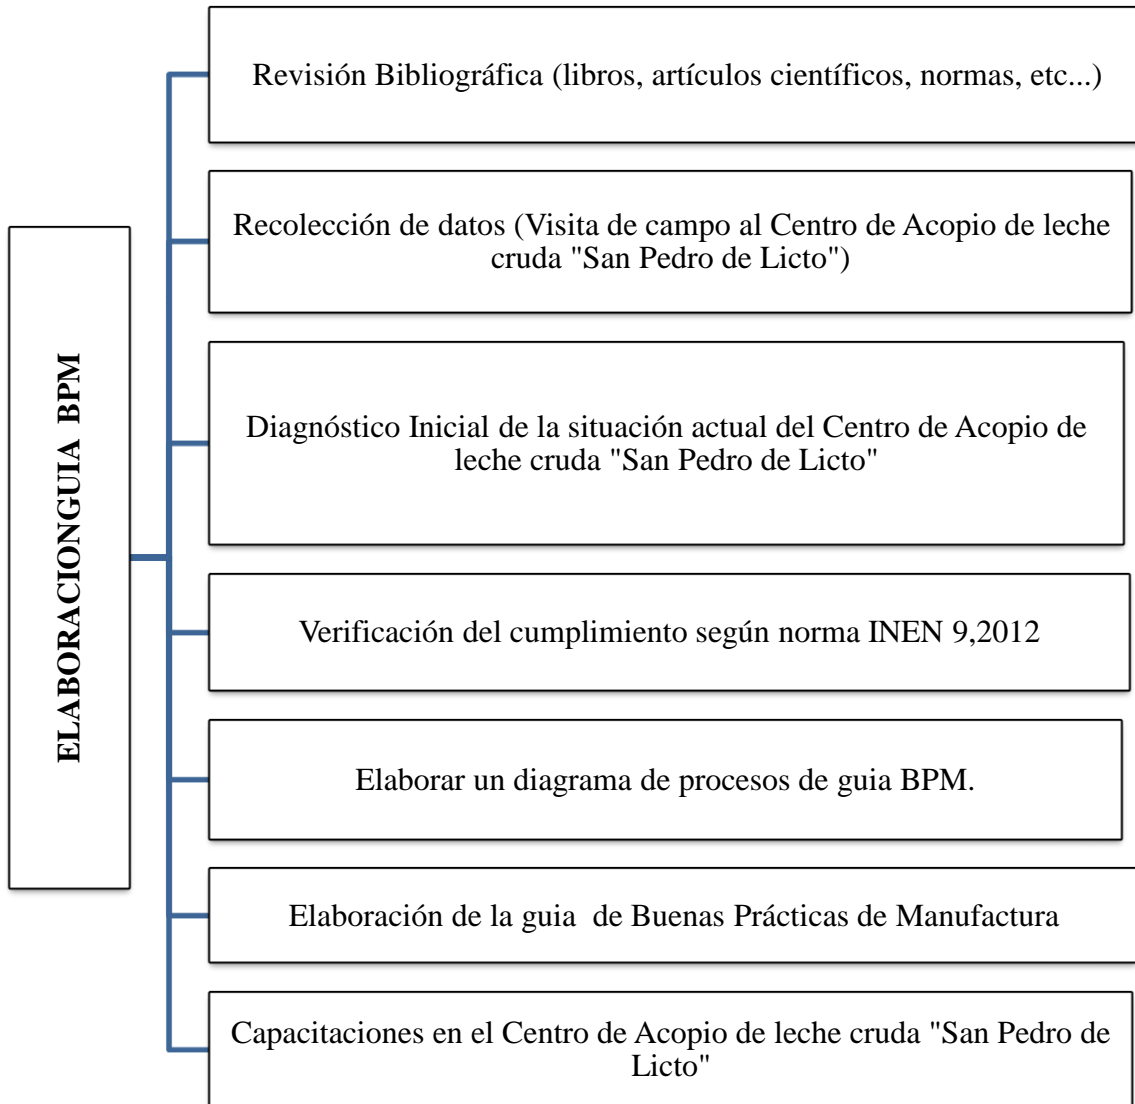 ELABORACIONGUIA BPM
Revisión Bibliográfica (libros, artículos científicos, normas, etc...)
Recolección de datos (Visita de campo al Centro de Acopio de leche
cruda "San Pedro de Licto")
Diagnóstico Inicial de la situación actual del Centro de Acopio de
leche cruda "San Pedro de Licto"
Verificación del cumplimiento según norma INEN 9,2012
Elaborar un diagrama de procesos de guia BPM.
Elaboración de la guia de Buenas Prácticas de Manufactura
Capacitaciones en el Centro de Acopio de leche cruda "San Pedro de
Licto"